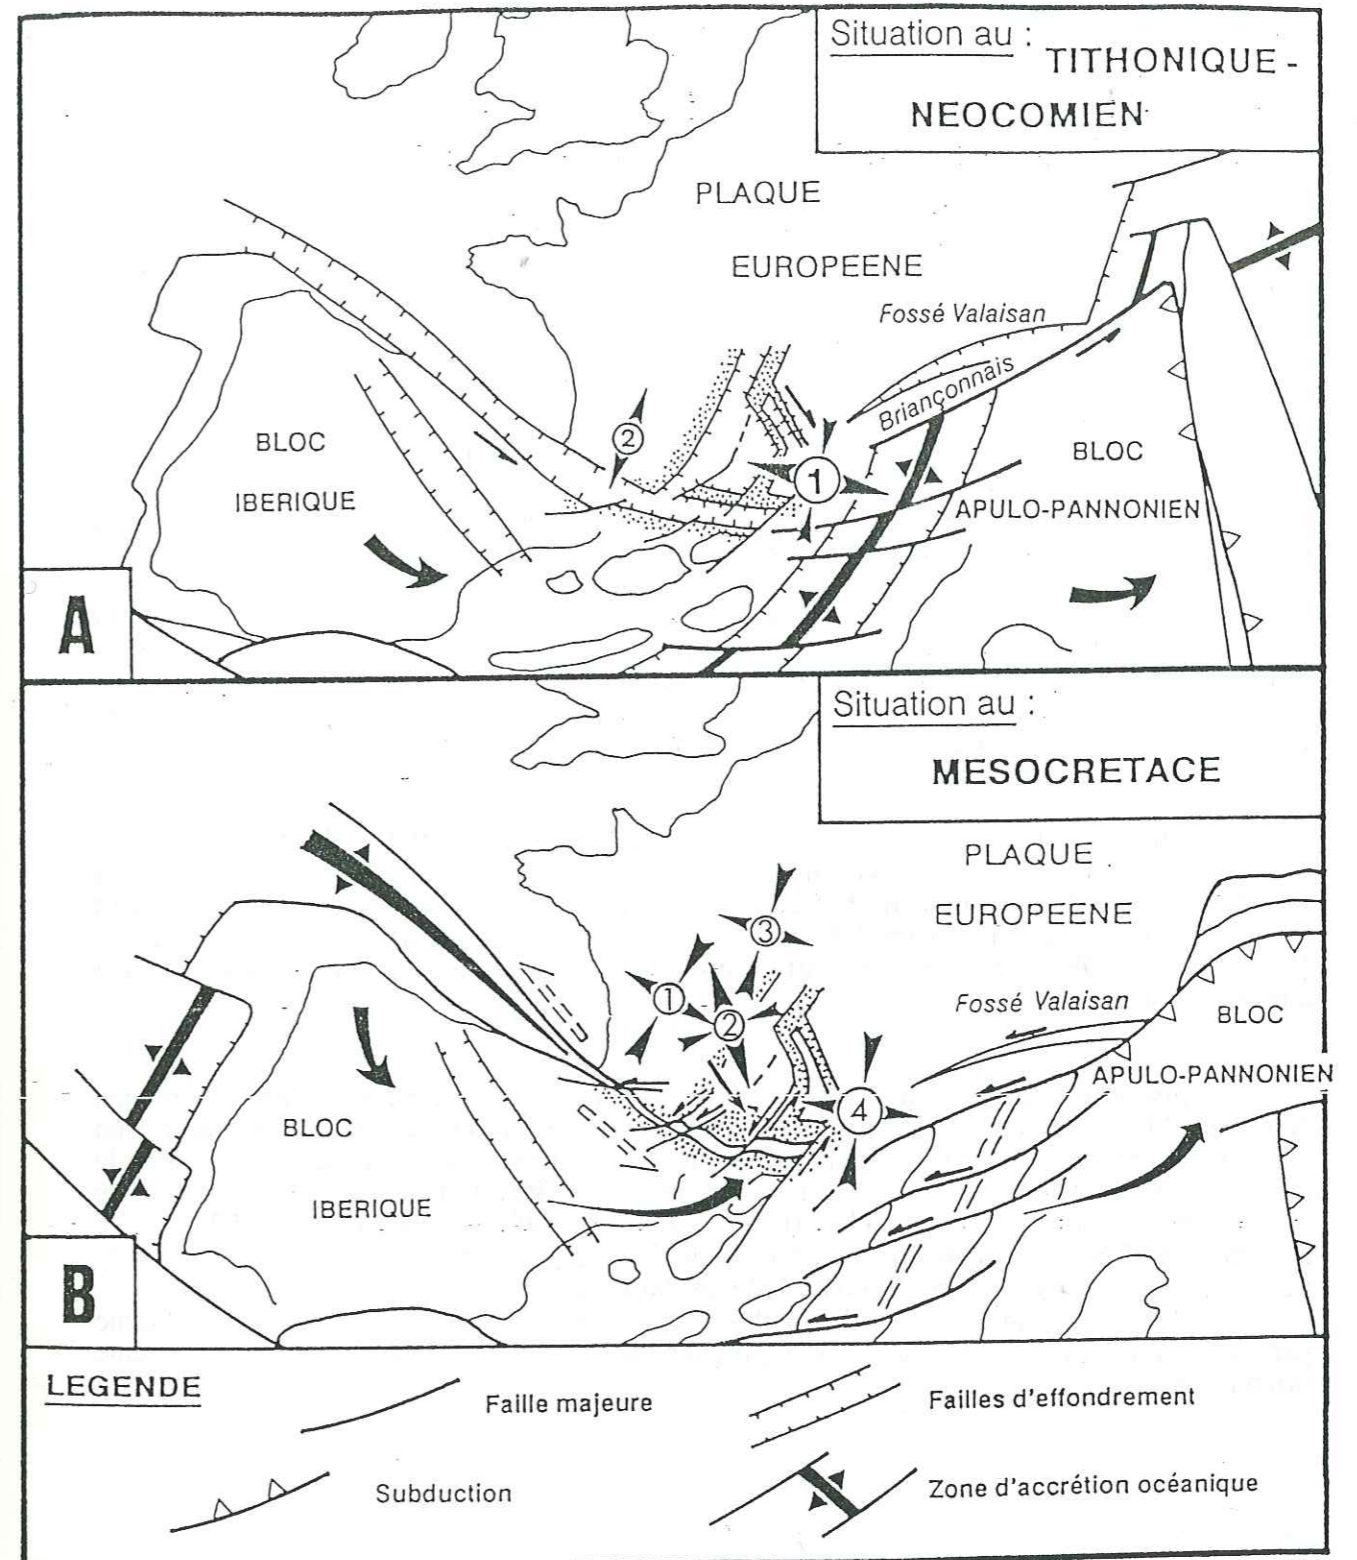 Situation au :
TITHONIQUE -
NEOCOMIEN
PLAQUE
EUROPEENE
Fossé Valaisan
Briançonnais
BLOC
IBERIQUE
2
1
BLOC
APULO-PANNONIEN
A
Situation au :
MESOCRETACE
PLAQUE
EUROPEENE
3
1
2
Fossé Valaisan
BLOC
APULO-PANNONIEN
4
BLOC
IBERIQUE
B
LEGENDE
Faille majeure
Failles d'effondrement
Subduction
Zone d'accrétion océanique